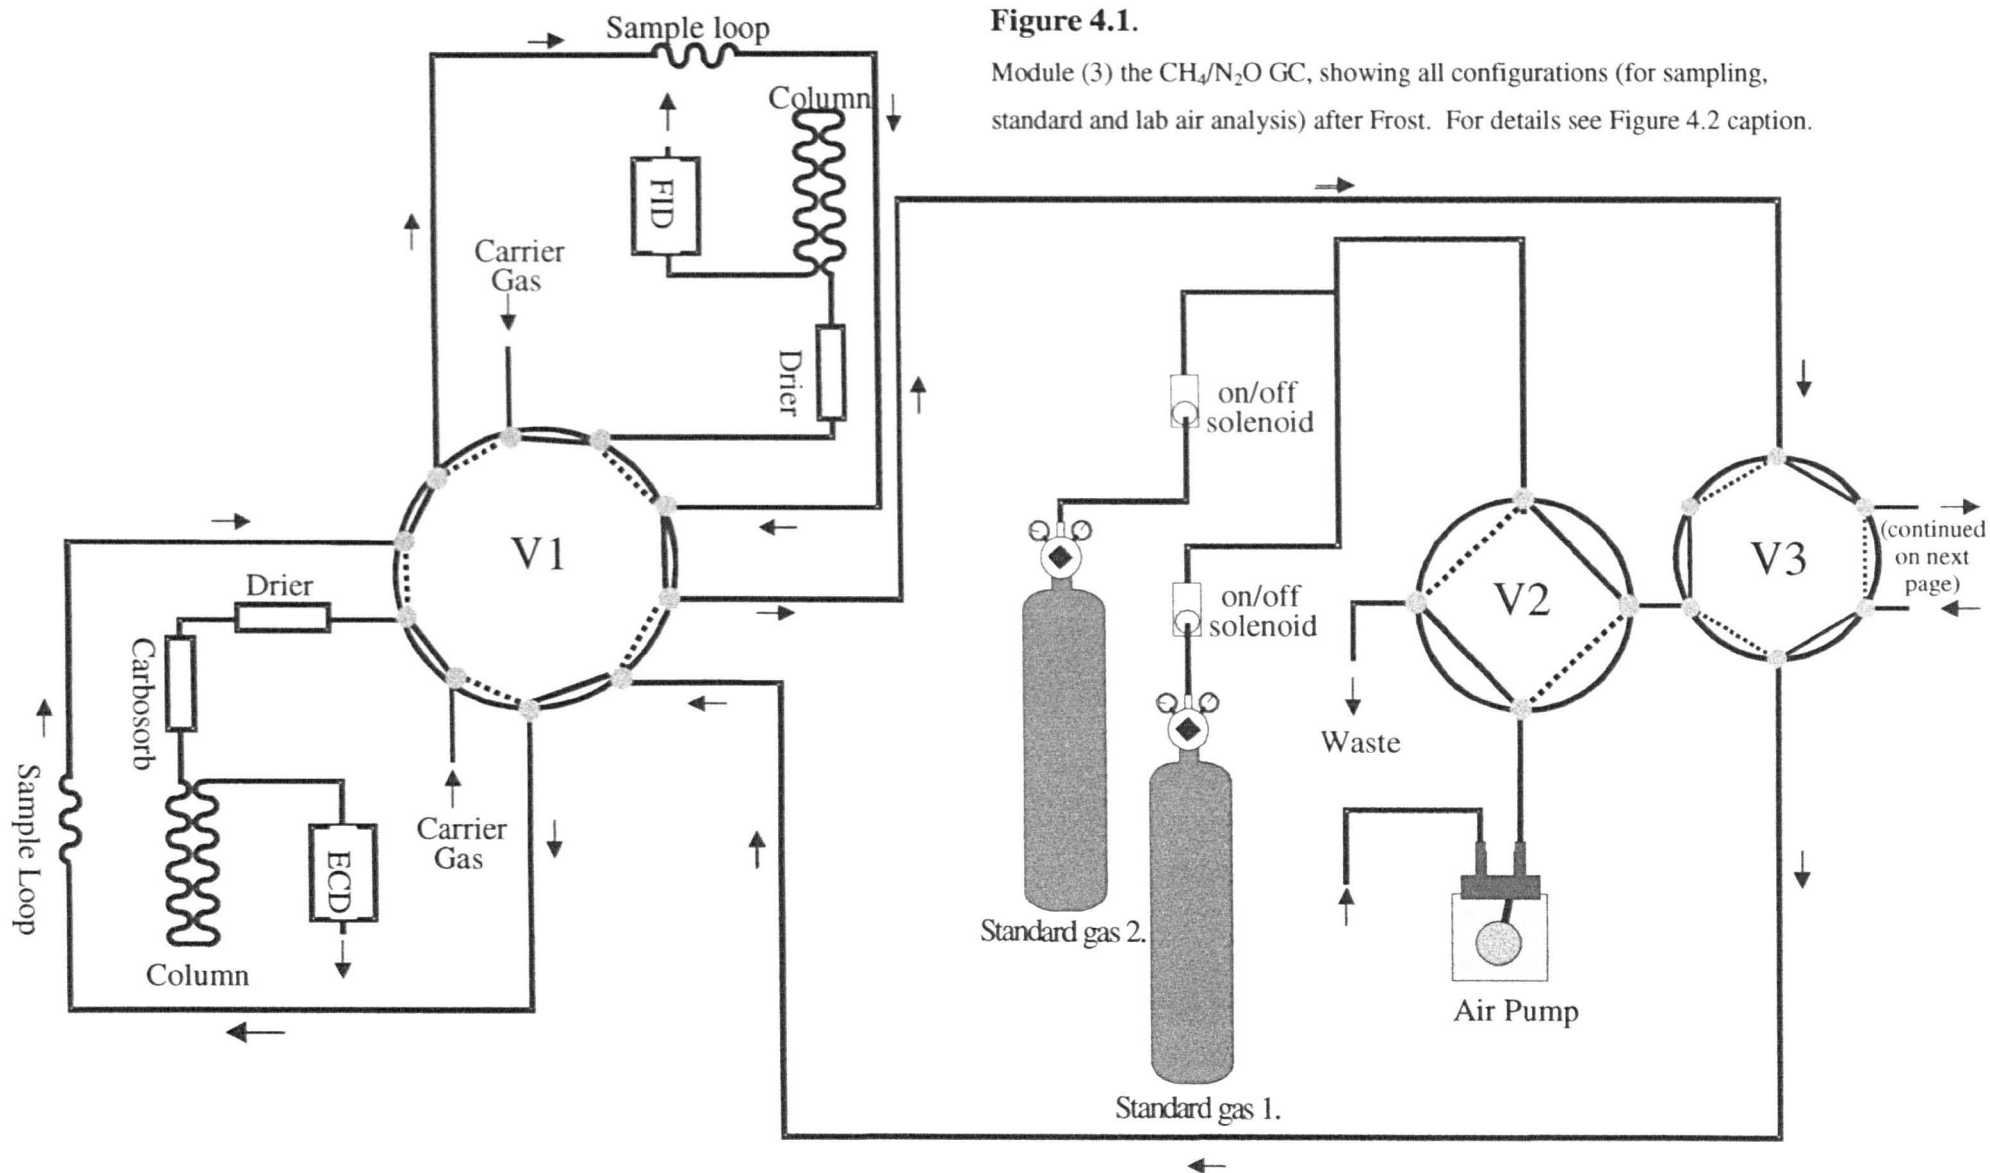 Figure 4.1.
Module (3) the CH₄/N₂O GC, showing all configurations (for sampling,
standard and lab air analysis) after Frost. For details see Figure 4.2 caption.
Sample loop
Column
FID
Carrier
Gas
Drier
on/off
solenoid
V1
Drier
Carbosorb
Sample Loop
Column
ECD
Carrier
Gas
on/off
solenoid
Standard gas 2.
Standard gas 1.
V2
Waste
Air Pump
V3
(continued
on next
page)